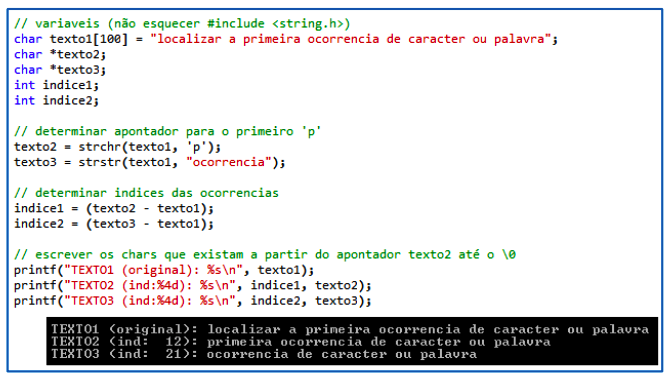 // variaveis (não esquecer #include <string.h>)
char texto1[100] = "localizar a primeira ocorrencia de caracter ou palavra";
char *texto2;
char *texto3;
int indice1;
int indice2;
// determinar apontador para o primeiro 'p'
texto2 = strchr(texto1, 'p');
texto3 = strstr(texto1, "ocorrencia");
// determinar indices das ocorrencias
indice1 = (texto2 - texto1);
indice2 = (texto3 - texto1);
// escrever os chars que existam a partir do apontador texto2 até o \0
printf("TEXTO1 (original): %s\n", texto1);
printf("TEXTO2 (ind:%4d): %s\n", indice1, texto2);
printf("TEXTO3 (ind:%4d): %s\n", indice2, texto3);
TEXTO1 (original): localizar a primeira ocorrencia de caracter ou palavra
TEXTO2 (ind:  12): primeira ocorrencia de caracter ou palavra
TEXTO3 (ind:  21): ocorrencia de caracter ou palavra